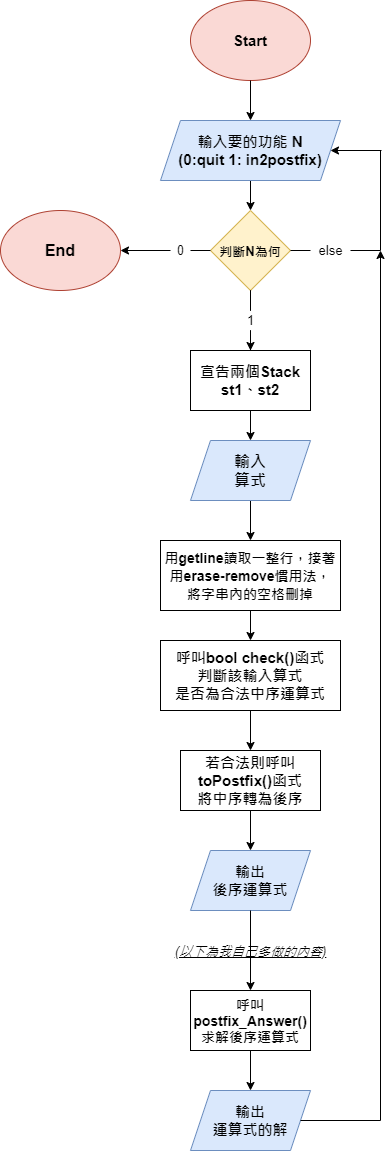 Start
輸入要的功能 N
(0:quit 1: in2postfix)
判斷N為何
0
else
End
1
宣告兩個Stack
st1、st2
輸入
算式
用getline讀取一整行，接著
用erase-remove慣用法，
將字串內的空格刪掉
呼叫bool check()函式
判斷該輸入算式
是否為合法中序運算式
若合法則呼叫
toPostfix()函式
將中序轉為後序
輸出
後序運算式
(以下為我自己多做的內容)
呼叫
postfix_Answer()
求解後序運算式
輸出
運算式的解